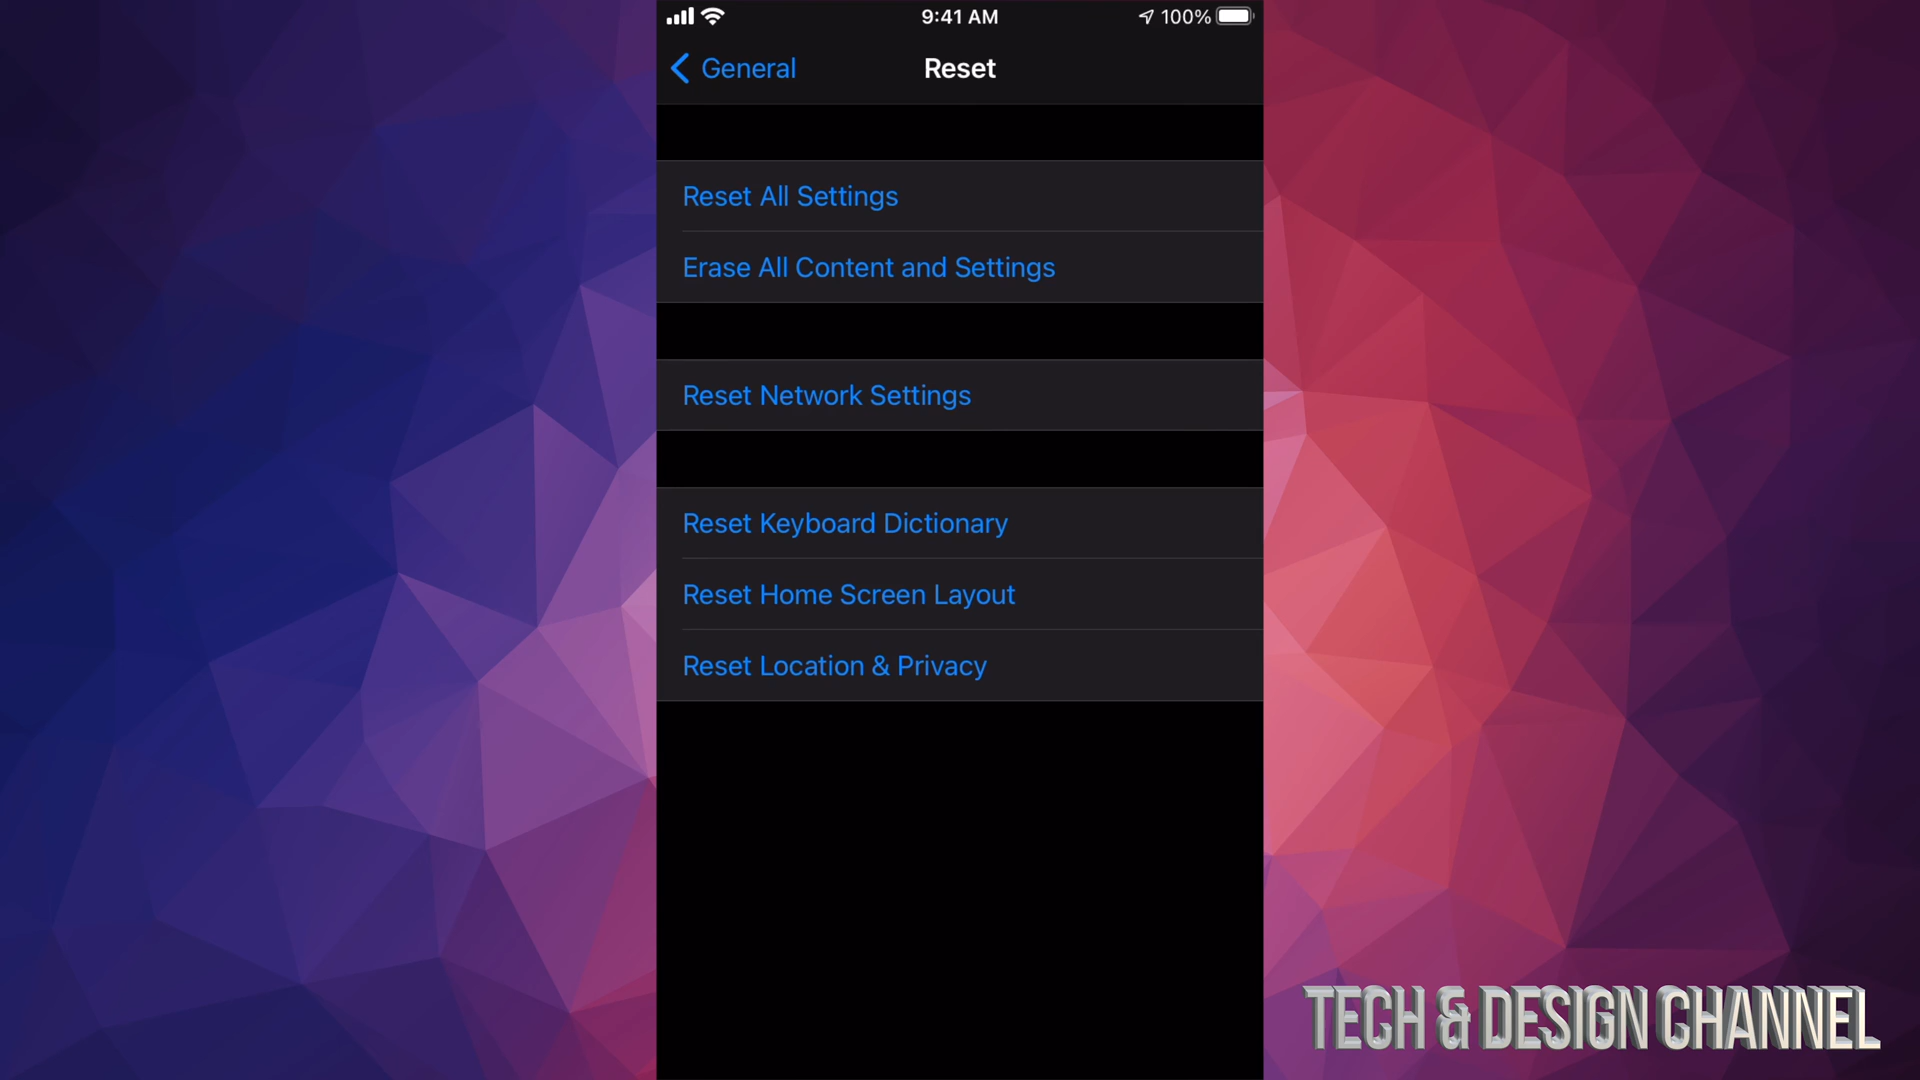 9:41 AM
100%
General
Reset
Reset All Settings
Erase All Content and Settings
Reset Network Settings
Reset Keyboard Dictionary
Reset Home Screen Layout
Reset Location & Privacy
TECH & DESIGN CHANNEL